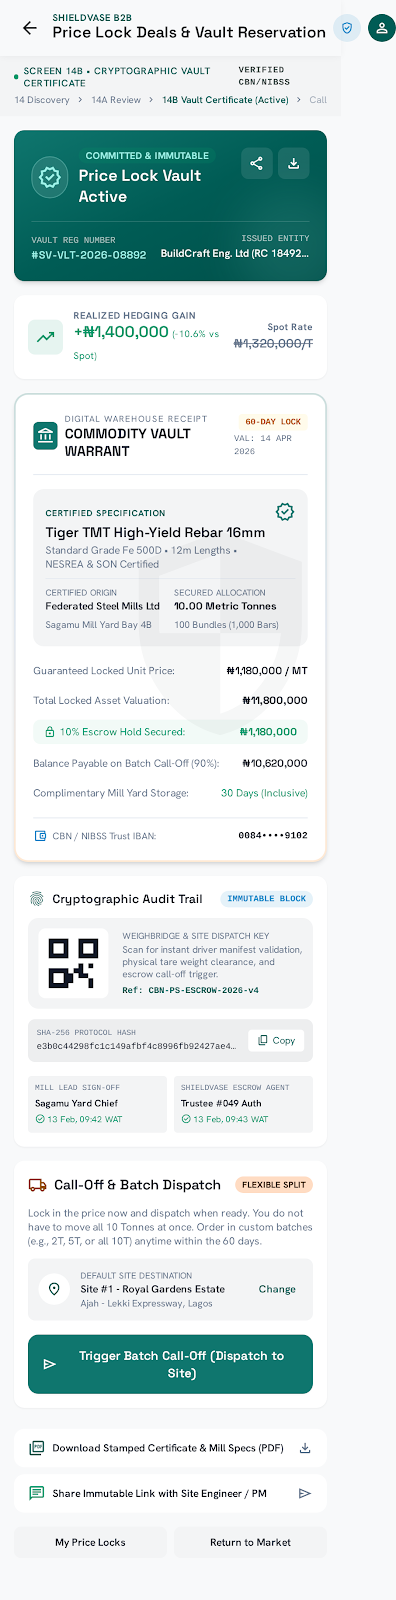 SHIELDVASE B2B
Price Lock Deals & Vault Reservation
SCREEN 14B • CRYPTOGRAPHIC VAULT
CERTIFICATE
VERIFIED
CBN/NIBSS
14 Discovery > 14A Review > 14B Vault Certificate (Active) > Call
COMMITTED & IMMUTABLE
Price Lock Vault
Active
VAULT REG NUMBER
#SV-VLT-2026-08892
ISSUED ENTITY
BuildCraft Eng. Ltd (RC 18492...
REALIZED HEDGING GAIN
+₦1,400,000 (-10.6% vs
Spot)
Spot Rate
₦1,320,000/T
DIGITAL WAREHOUSE RECEIPT
COMMODITY VAULT
WARRANT
60-DAY LOCK
VAL: 14 APR
2026
CERTIFIED SPECIFICATION
Tiger TMT High-Yield Rebar 16mm
Standard Grade Fe 500D • 12m Lengths •
NESREA & SON Certified
CERTIFIED ORIGIN
Federated Steel Mills Ltd
Sagamu Mill Yard Bay 4B
SECURED ALLOCATION
10.00 Metric Tonnes
100 Bundles (1,000 Bars)
Guaranteed Locked Unit Price: ₦1,180,000 / MT
Total Locked Asset Valuation: ₦11,800,000
10% Escrow Hold Secured: ₦1,180,000
Balance Payable on Batch Call-Off (90%): ₦10,620,000
Complimentary Mill Yard Storage: 30 Days (Inclusive)
CBN / NIBSS Trust IBAN: 0084••••9102
Cryptographic Audit Trail
IMMUTABLE BLOCK
WEIGHBRIDGE & SITE DISPATCH KEY
Scan for instant driver manifest validation,
physical tare weight clearance, and
escrow call-off trigger.
Ref: CBN-PS-ESCROW-2026-v4
SHA-256 PROTOCOL HASH
e3b0c44298fc1c149afbf4c8996fb92427ae4…
Copy
MILL LEAD SIGN-OFF
Sagamu Yard Chief
13 Feb, 09:42 WAT
SHIELDVASE ESCROW AGENT
Trustee #049 Auth
13 Feb, 09:43 WAT
Call-Off & Batch Dispatch
FLEXIBLE SPLIT
Lock in the price now and dispatch when ready. You do not
have to move all 10 Tonnes at once. Order in custom batches
(e.g., 2T, 5T, or all 10T) anytime within the 60 days.
DEFAULT SITE DESTINATION
Site #1 - Royal Gardens Estate
Ajah - Lekki Expressway, Lagos
Change
Trigger Batch Call-Off (Dispatch to
Site)
PDF
Download Stamped Certificate & Mill Specs (PDF)
Share Immutable Link with Site Engineer / PM
My Price Locks
Return to Market